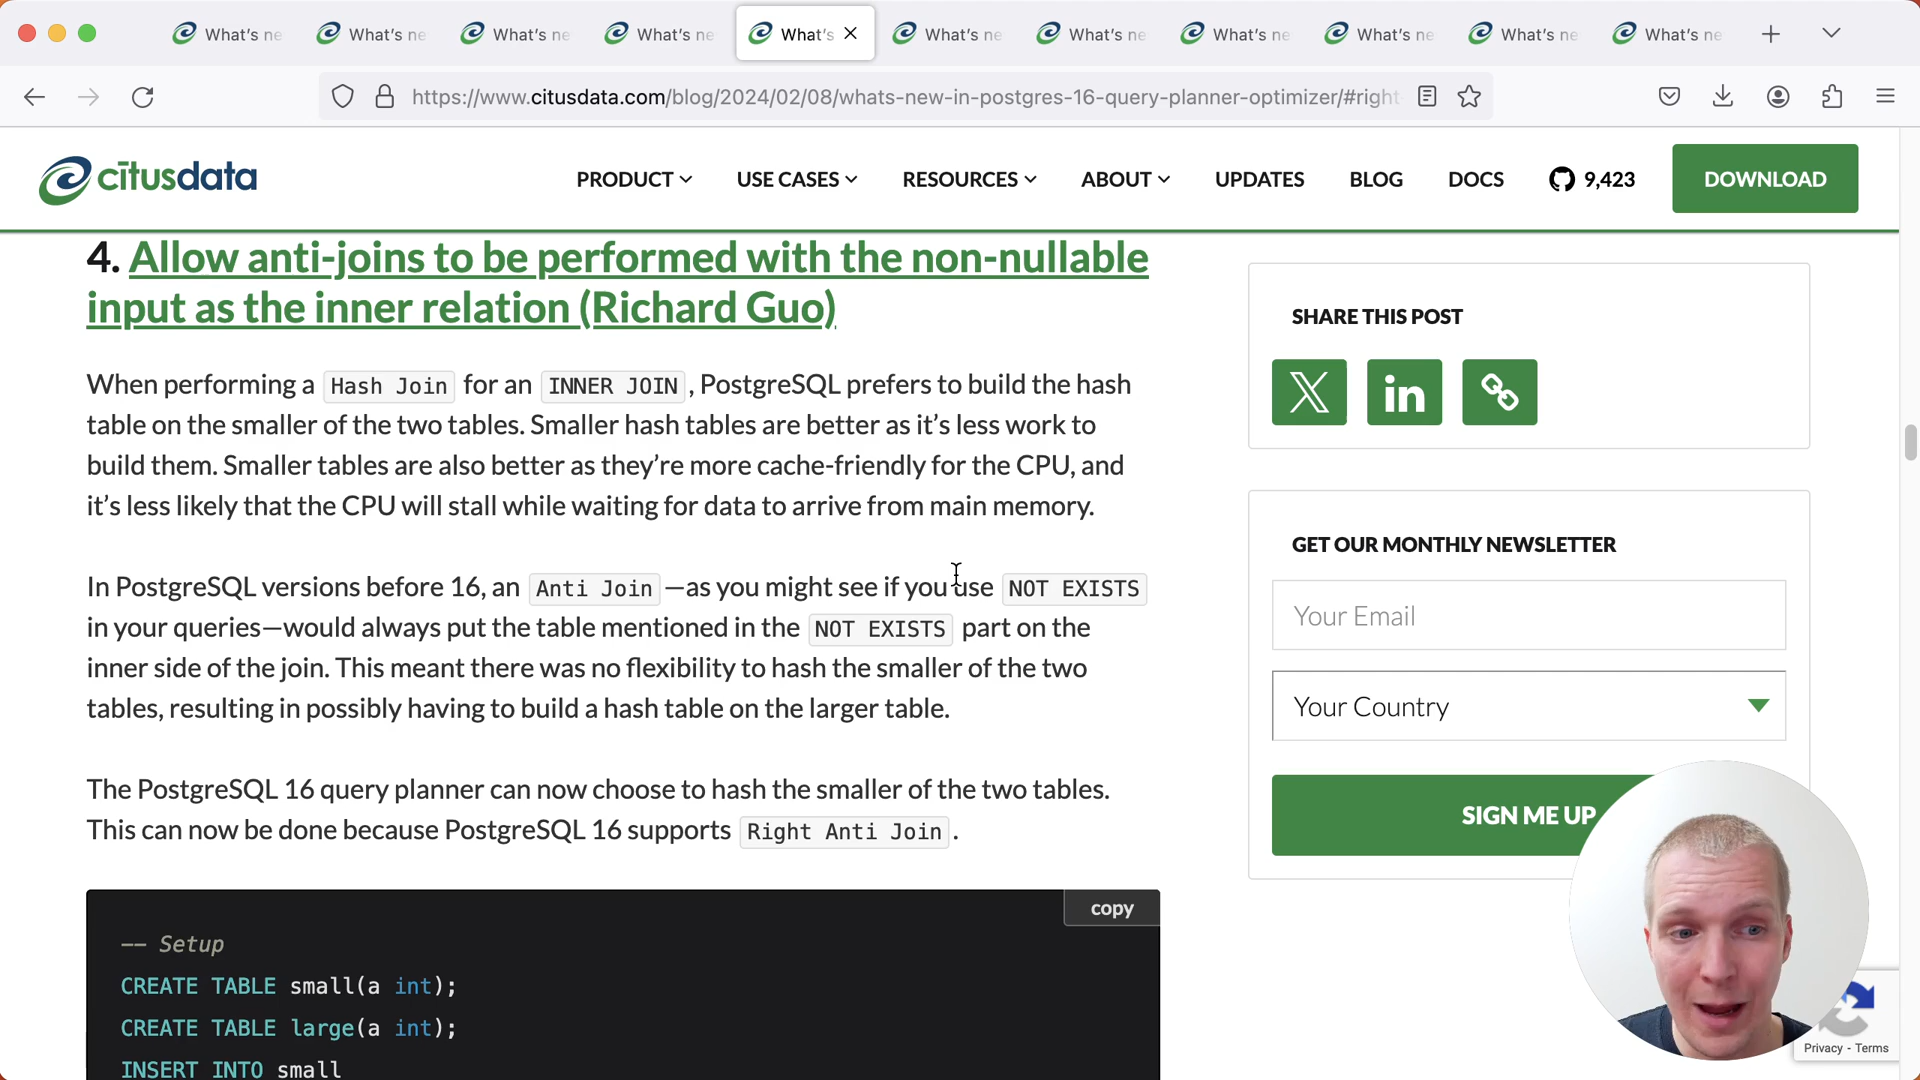 What's ne
What's ne
What's ne
What's ne
What's
What's ne
What's ne
What's ne
What's ne
What's ne
What's ne
https://www.citusdata.com/blog/2024/02/08/whats-new-in-postgres-16-query-planner-optimizer/#right-
citusdata
PRODUCT
USE CASES
RESOURCES
ABOUT
UPDATES
BLOG
DOCS
9,423
DOWNLOAD
4. Allow anti-joins to be performed with the non-nullable
input as the inner relation (Richard Guo)
When performing a Hash Join for an INNER JOIN, PostgreSQL prefers to build the hash
table on the smaller of the two tables. Smaller hash tables are better as it’s less work to
build them. Smaller tables are also better as they’re more cache-friendly for the CPU, and
it’s less likely that the CPU will stall while waiting for data to arrive from main memory.
In PostgreSQL versions before 16, an Anti Join—as you might see if you use NOT EXISTS
in your queries—would always put the table mentioned in the NOT EXISTS part on the
inner side of the join. This meant there was no flexibility to hash the smaller of the two
tables, resulting in possibly having to build a hash table on the larger table.
The PostgreSQL 16 query planner can now choose to hash the smaller of the two tables.
This can now be done because PostgreSQL 16 supports Right Anti Join.
copy
-- Setup
CREATE TABLE small(a int);
CREATE TABLE large(a int);
INSERT INTO small
SHARE THIS POST
in
GET OUR MONTHLY NEWSLETTER
Your Email
Your Country
SIGN ME UP
Privacy - Terms